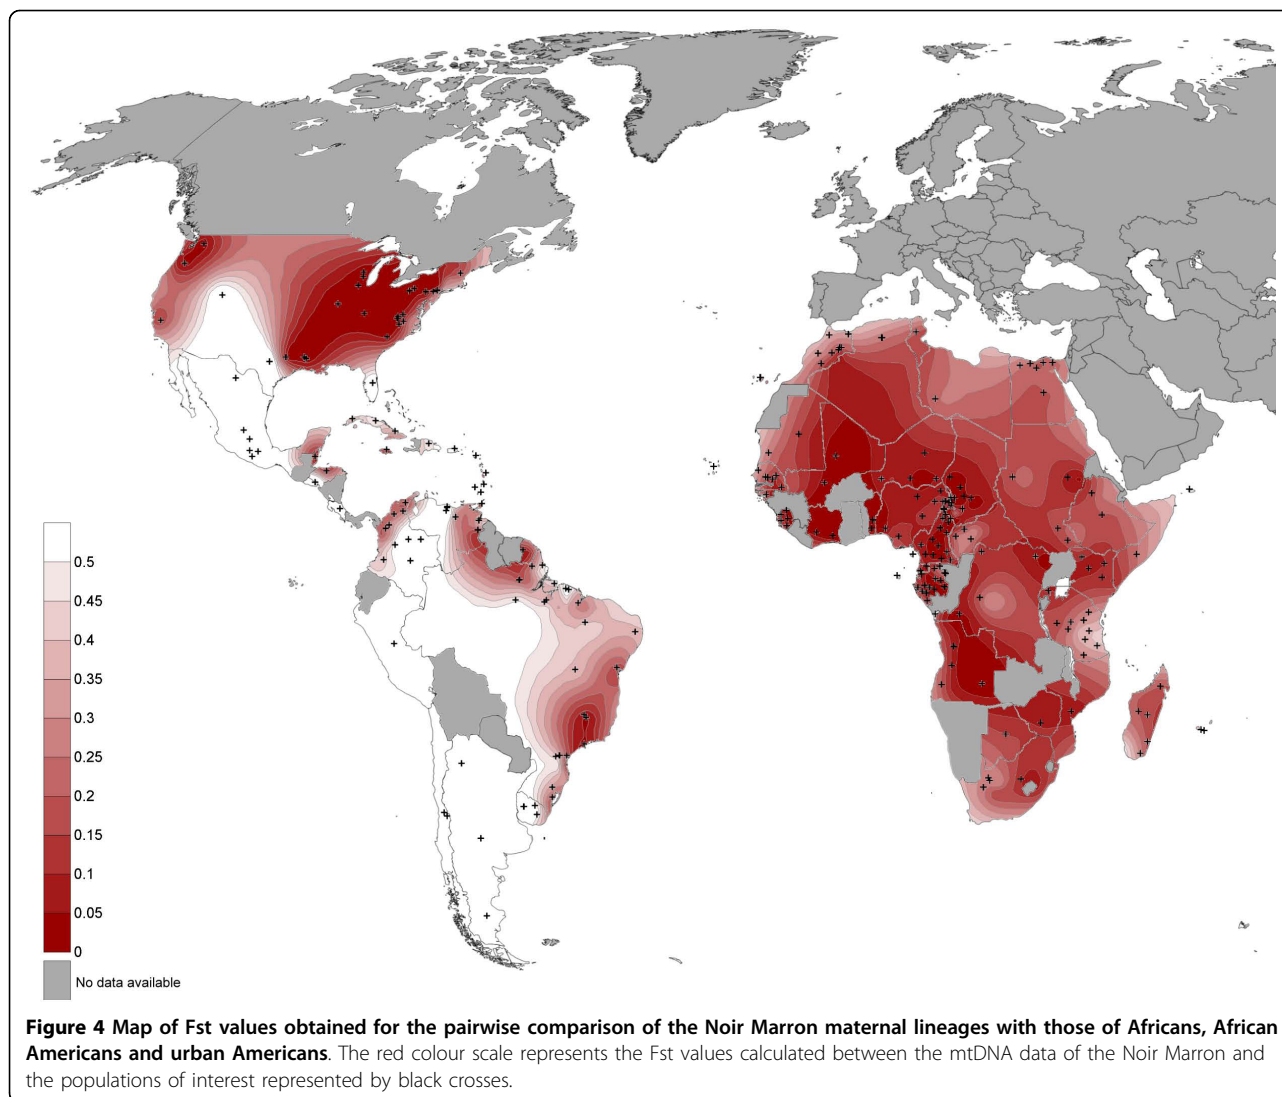 0.5
0.45
0.4
0.35
0.3
0.25
0.2
0.15
0.1
0.05
0
No data available
Figure 4 Map of Fst values obtained for the pairwise comparison of the Noir Marron maternal lineages with those of Africans, African
Americans and urban Americans. The red colour scale represents the Fst values calculated between the mtDNA data of the Noir Marron and
the populations of interest represented by black crosses.